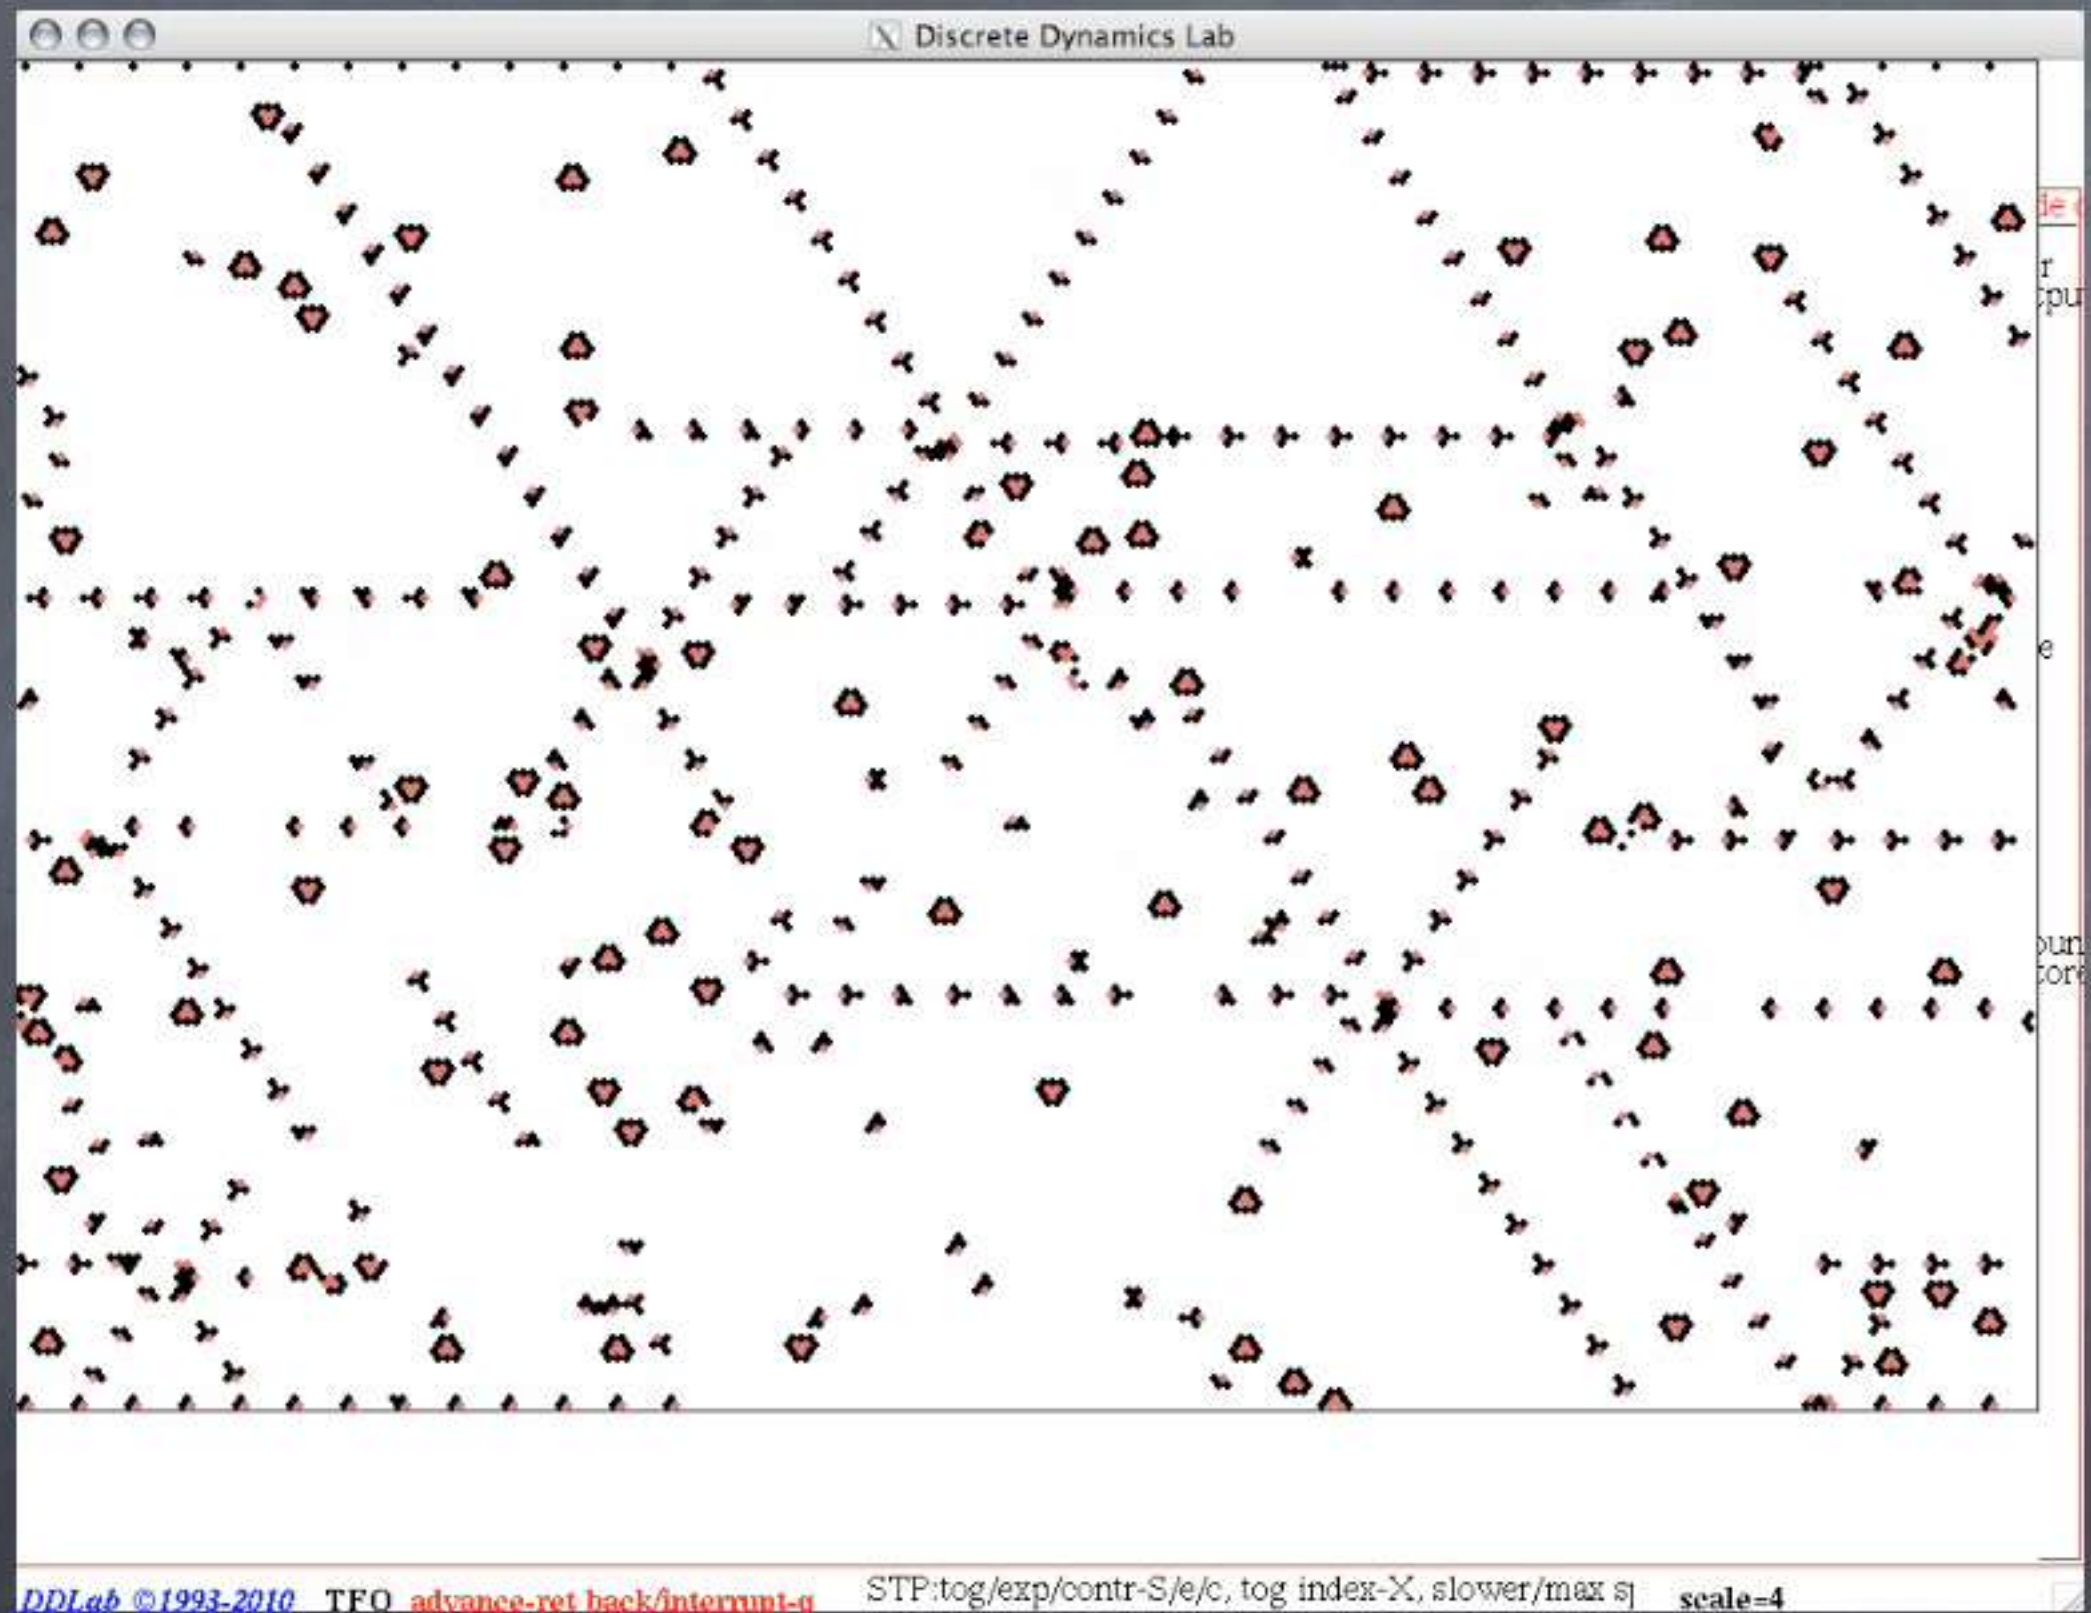 Discrete Dynamics Lab
DDLab ©1993-2010 TFO advance-ret back/interrupt-q STP:tog/exp/contr-S/e/c, tog index-X, slower/max scale=4